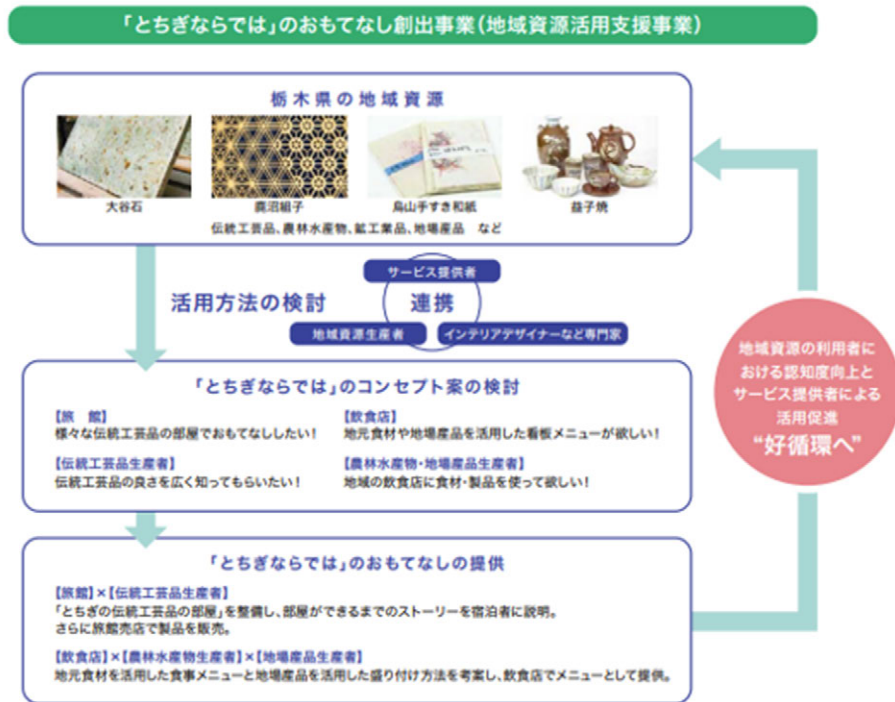 「とちぎならでは」のおもてなし創出事業(地域資源活用支援事業)
栃木県の地域資源
大谷石
鹿沼組子
烏山手すき和紙
益子焼
伝統工芸品、農林水産物、鉱工業品、地場産品 など
活用方法の検討
サービス提供者
連携
地域資源生産者
インテリアデザイナーなど専門家
「とちぎならでは」のコンセプト案の検討
【旅 館】
様々な伝統工芸品の部屋でおもてなししたい!
【飲食店】
地元食材や地場産品を活用した看板メニューが欲しい!
【伝統工芸品生産者】
伝統工芸品の良さを広く知ってもらいたい!
【農林水産物・地場産品生産者】
地域の飲食店に食材・製品を使って欲しい!
「とちぎならでは」のおもてなしの提供
【旅館】×【伝統工芸品生産者】
「とちぎの伝統工芸品の部屋」を整備し、部屋ができるまでのストーリーを宿泊者に説明。
さらに旅館売店で製品を販売。
【飲食店】×【農林水産物生産者】×【地場産品生産者】
地元食材を活用した食事メニューと地場産品を活用した盛り付け方法を考案し、飲食店でメニューとして提供。
地域資源の利用者に
おける認知度向上と
サービス提供者による
活用促進
“好循環へ”